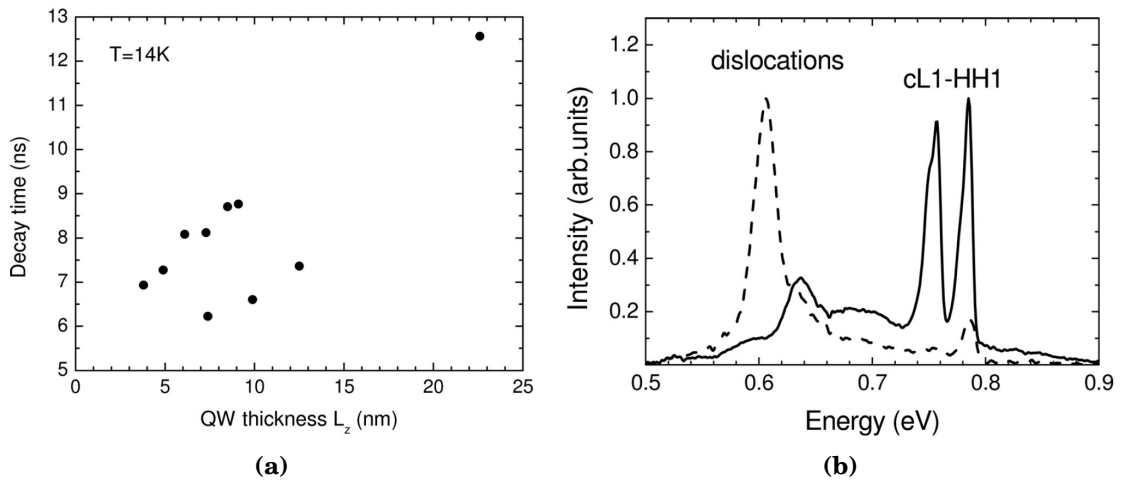 13
12
11
10
9
8
7
6
5
T=14K
Decay time (ns)
0 5 10 15 20 25
QW thickness Lz (nm)
(a)
1.2
1.0
0.8
0.6
0.4
0.2
dislocations
cL1-HH1
Intensity (arb.units)
0.5 0.6 0.7 0.8 0.9
Energy (eV)
(b)